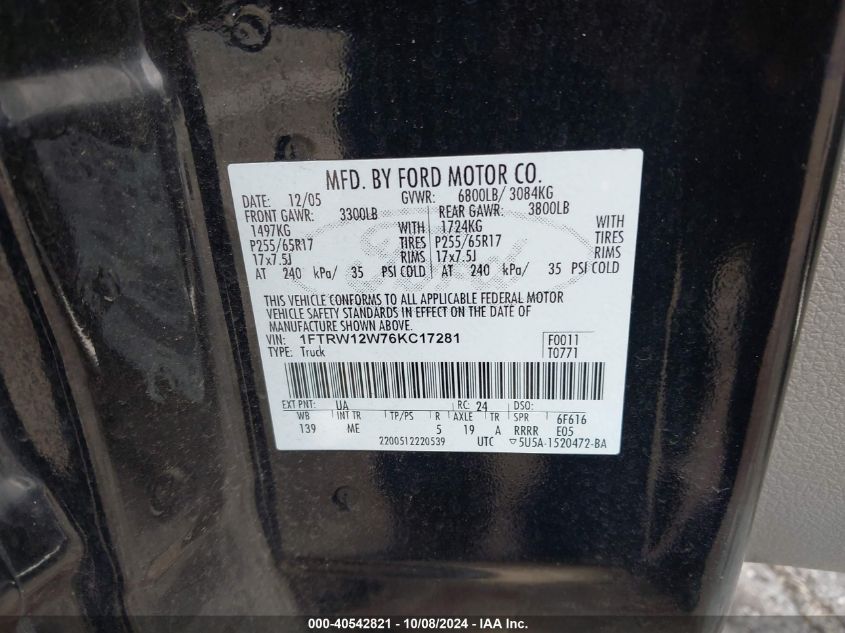 MFD. BY FORD MOTOR CO.
DATE: 12/05 GVWR: 6800LB/ 3084KG
FRONT GAWR: 3300LB REAR GAWR: 3800LB
1497KG WITH 1724KG WITH
P255/65R17 TIRES P255/65R17 TIRES
17x7.5J RIMS 17x7.5J RIMS
AT 240 kPa/ 35 PSI COLD AT 240 kPa/ 35 PSI COLD
Ford
THIS VEHICLE CONFORMS TO ALL APPLICABLE FEDERAL MOTOR
VEHICLE SAFETY STANDARDS IN EFFECT ON THE DATE OF
MANUFACTURE SHOWN ABOVE.
VIN: 1FTRW12W76KC17281 F0011
TYPE: Truck T0771
EXT PNT: UA RC: 24 DSO:
WB INT TR TP/PS R AXLE TR SPR 6F616
139 ME 5 19 A RRRR E05
2200512220539 UTC ▽5U5A-1520472-BA
000-40542821 - 10/08/2024 - IAA Inc.